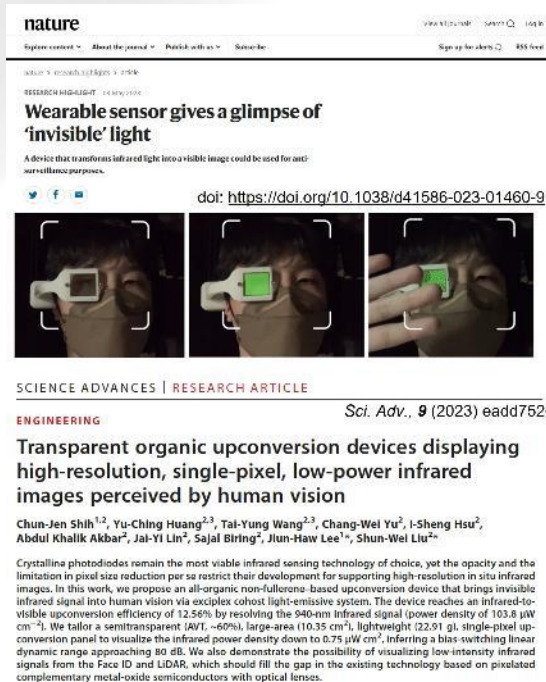 nature
View all journals Search Log in
Explore content About the journal Publish with us Subscribe
Sign up for alerts RSS feed
nature > research highlights > article
RESEARCH HIGHLIGHT
Wearable sensor gives a glimpse of
‘invisible’ light
A device that transforms infrared light into a visible image could be used for anti-
surveillance purposes.
doi: https://doi.org/10.1038/d41586-023-01460-9
SCIENCE ADVANCES | RESEARCH ARTICLE
Sci. Adv., 9 (2023) eadd752
ENGINEERING
Transparent organic upconversion devices displaying
high-resolution, single-pixel, low-power infrared
images perceived by human vision
Chun-Jen Shih1,2, Yu-Ching Huang2,3, Tai-Yung Wang2,3, Chang-Wei Yu2, I-Sheng Hsu2,
Abdul Khalik Akbar2, Jai-Yi Lin2, Sajal Biring2, Jiun-Haw Lee1*, Shun-Wei Liu2*
Crystalline photodiodes remain the most viable infrared sensing technology of choice, yet the opacity and the
limitation in pixel size reduction per se restrict their development for supporting high-resolution in situ infrared
images. In this work, we propose an all-organic non-fullerene–based upconversion device that brings invisible
infrared signal into human vision via exciplex cohost light-emissive system. The device reaches an infrared-to-
visible upconversion efficiency of 12.56% by resolving the 940-nm infrared signal (power density of 103.8 μW
cm−2). We tailor a semitransparent (AVT, ~60%), large-area (10.35 cm2), lightweight (22.91 g), single-pixel up-
conversion panel to visualize the infrared power density down to 0.75 μW cm2, inferring a bias-switching linear
dynamic range approaching 80 dB. We also demonstrate the possibility of visualizing low-intensity infrared
signals from the Face ID and LiDAR, which should fill the gap in the existing technology based on pixelated
complementary metal-oxide semiconductors with optical lenses.